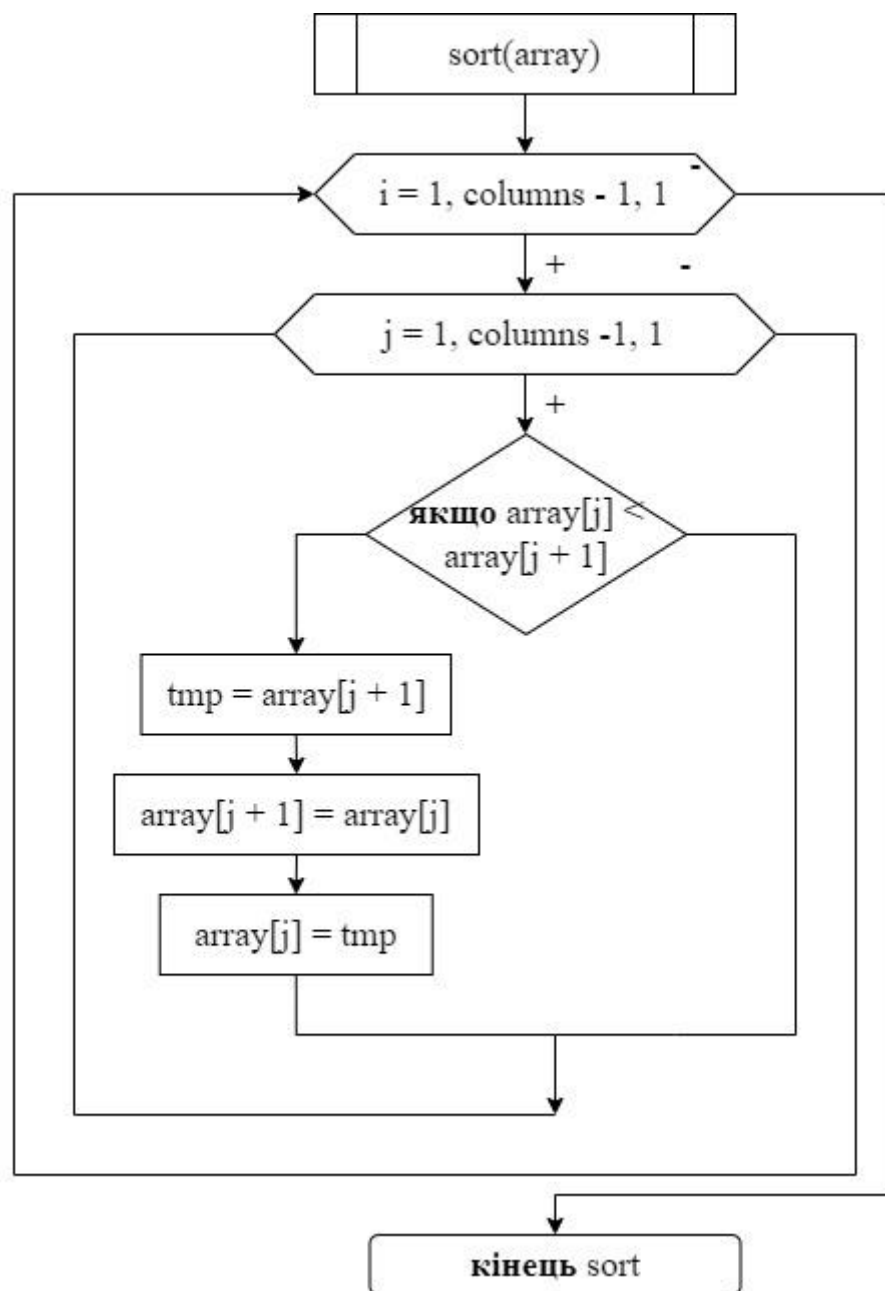 sort(array)
-
i = 1, columns - 1, 1
+ -
j = 1, columns -1, 1
+
якщо array[j] <
array[j + 1]
tmp = array[j + 1]
array[j + 1] = array[j]
array[j] = tmp
кінець sort